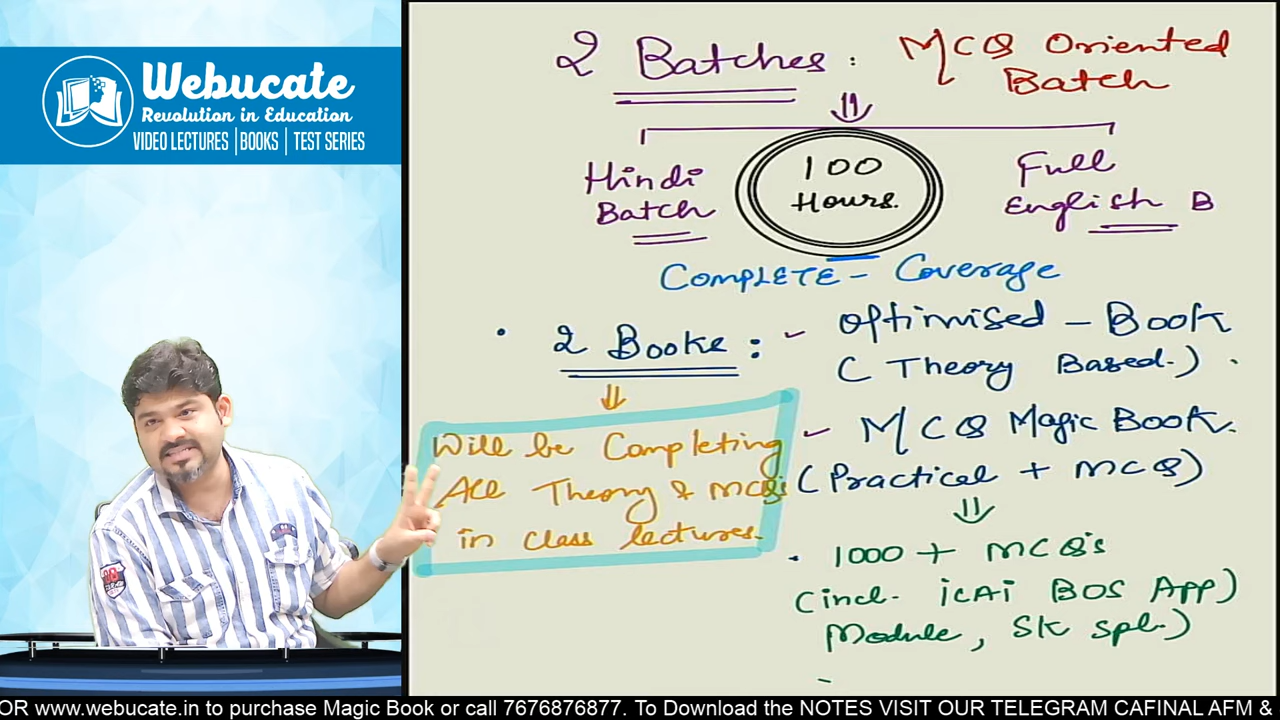 Webucate
Revolution in Education
VIDEO LECTURES | BOOKS | TEST SERIES
2 Batches : MCQ Oriented
Batch
100
Hours.
Hindi
Batch
Full
English B
COMPLETE - Coverage
2 Books : - Optimised - Book
(Theory Based.)
Will be Completing
All Theory & MCQs
in class lectures.
MCQ Magic Book.
(Practical + MCQ)
1000 + MCQ's
(incl. iCAi BOS App)
Module, SK spl.)
OR www.webucate.in to purchase Magic Book or call 7676876877. To Download the NOTES VISIT OUR TELEGRAM CAFINAL AFM &